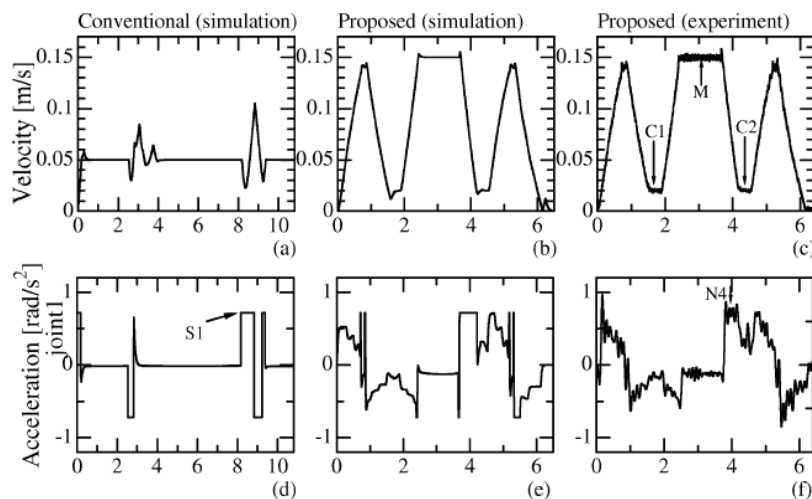 Conventional (simulation) Proposed (simulation) Proposed (experiment)
Velocity [m/s]
0.15
0.10
0.05
0
0 2 4 6 8 10
(a)
0.15
0.10
0.05
0
0 2 4 6
(b)
0.15
0.10
0.05
0
0 2 4 6
M
C1
C2
(c)
Acceleration [rad/s²]
joint1
1
0
-1
0 2 4 6 8 10
S1
(d)
1
0
-1
0 2 4 6
(e)
1
0
-1
0 2 4 6
N4
(f)